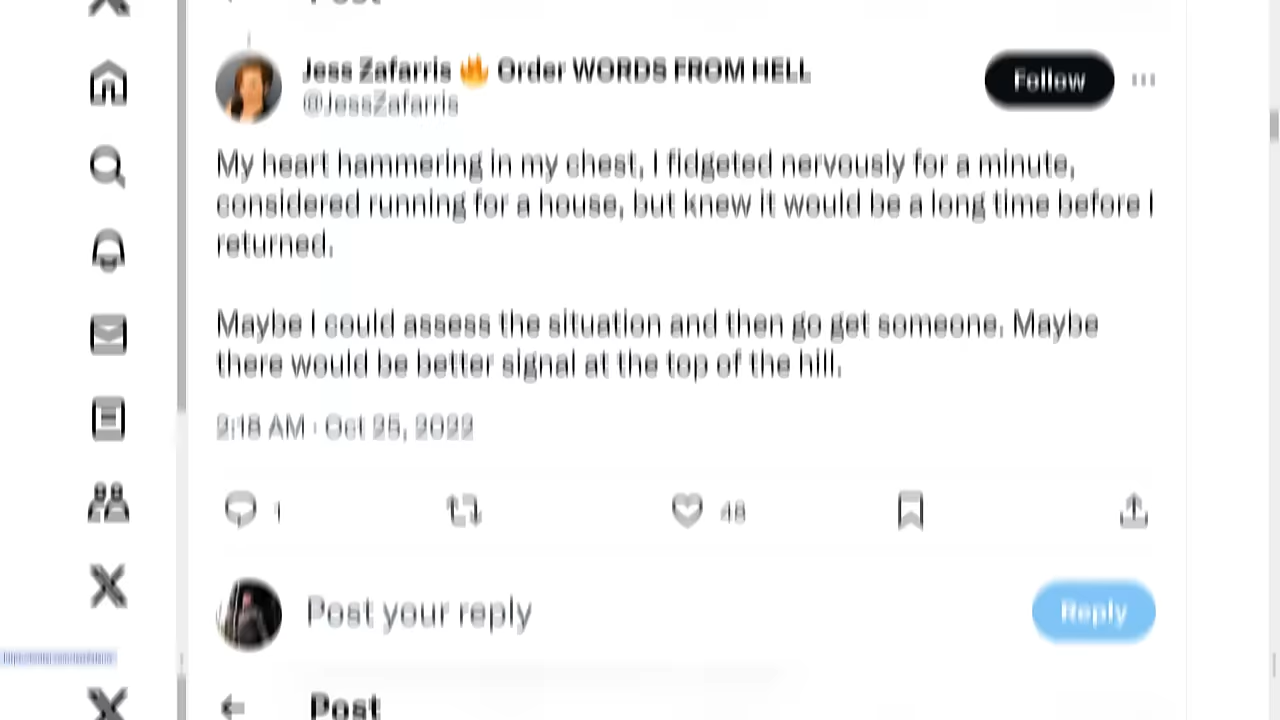 Post
Jess Zafarris 🔥 Order WORDS FROM HELL
@JessZafarris
Follow
My heart hammering in my chest, I fidgeted nervously for a minute,
considered running for a house, but knew it would be a long time before I
returned.
Maybe I could assess the situation and then go get someone. Maybe
there would be better signal at the top of the hill.
2:18 AM · Oct 25, 2022
1
48
Post your reply
Reply
Post